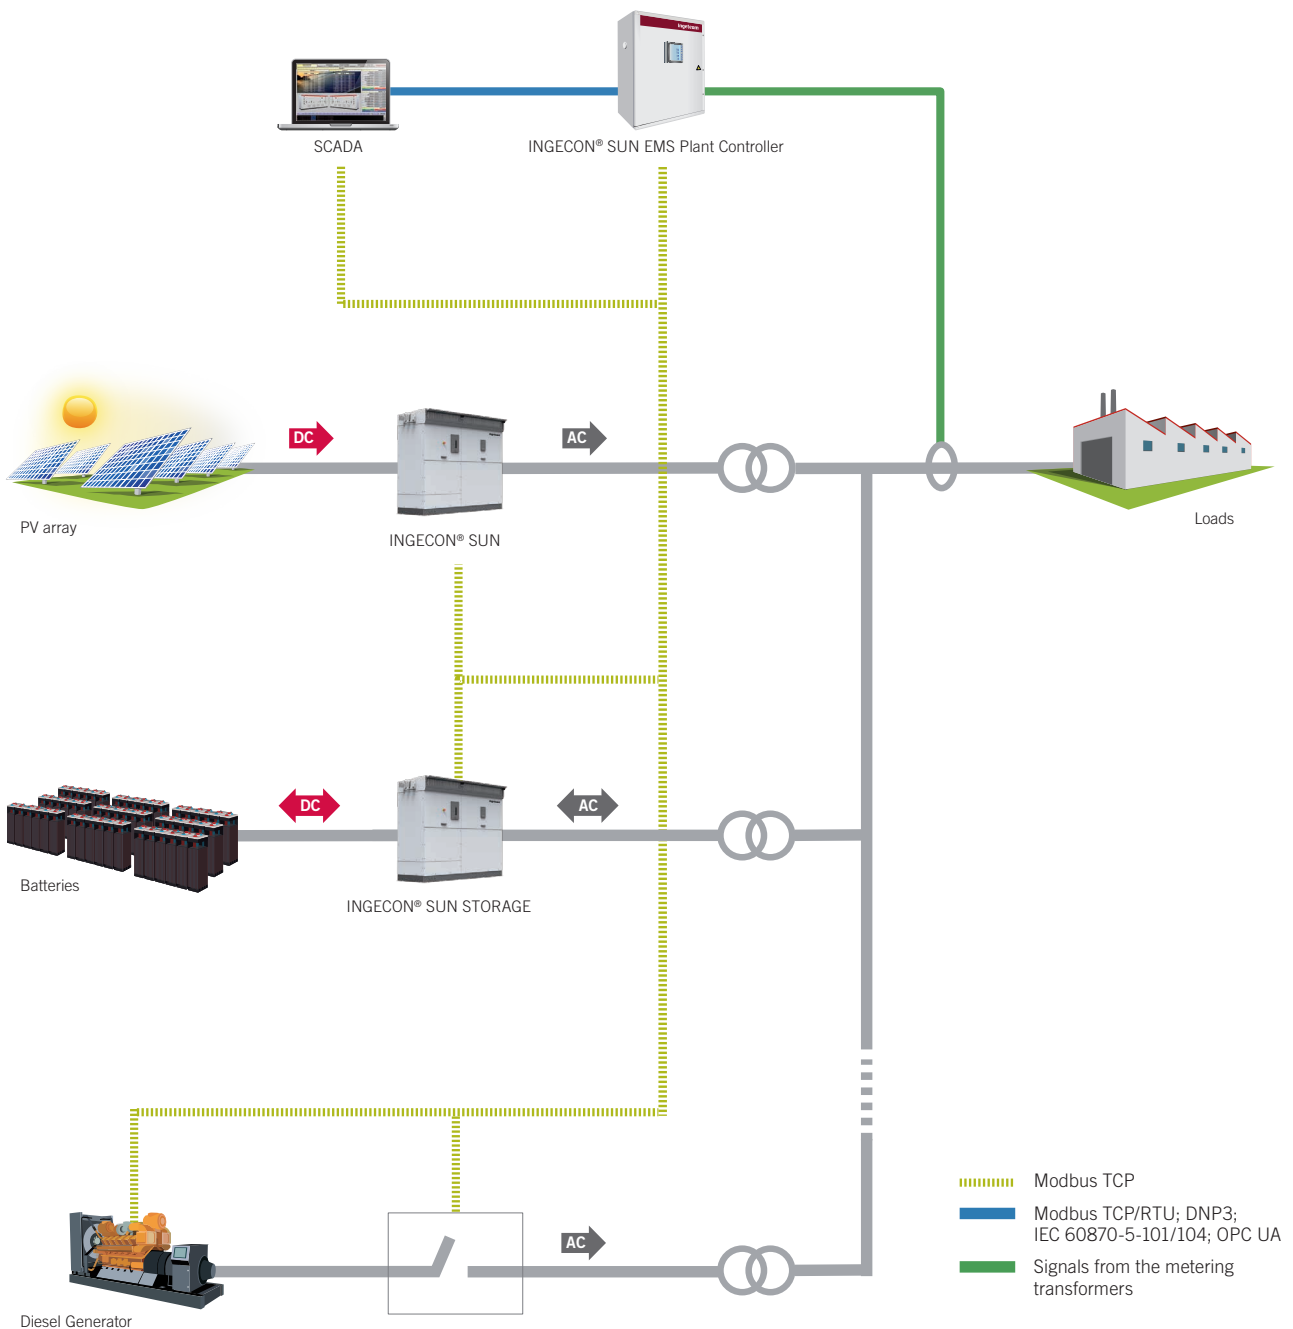 Ingeteam
SCADA
INGECON® SUN EMS Plant Controller
DC
AC
PV array
INGECON® SUN
Loads
DC
AC
Batteries
INGECON® SUN STORAGE
Modbus TCP
Modbus TCP/RTU; DNP3;
IEC 60870-5-101/104; OPC UA
AC
Signals from the metering
transformers
Diesel Generator